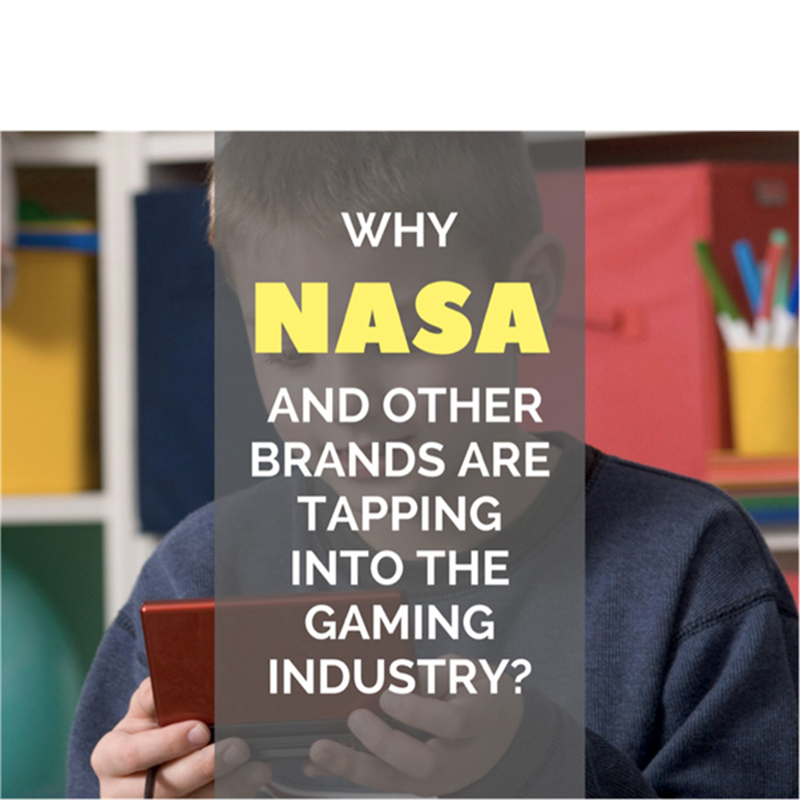 WHY
NASA
AND OTHER
BRANDS ARE
TAPPING
INTO THE
GAMING
INDUSTRY?